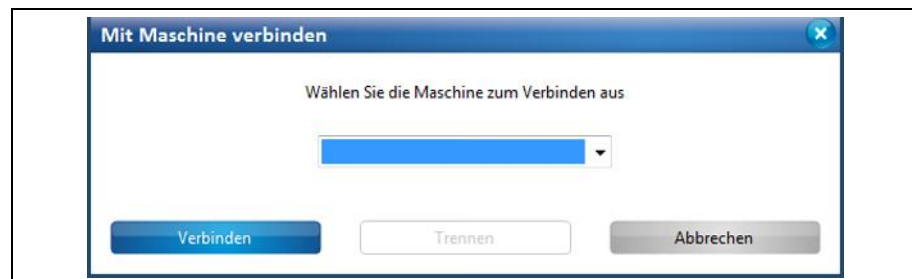 Mit Maschine verbinden
Wählen Sie die Maschine zum Verbinden aus
Verbinden Trennen Abbrechen